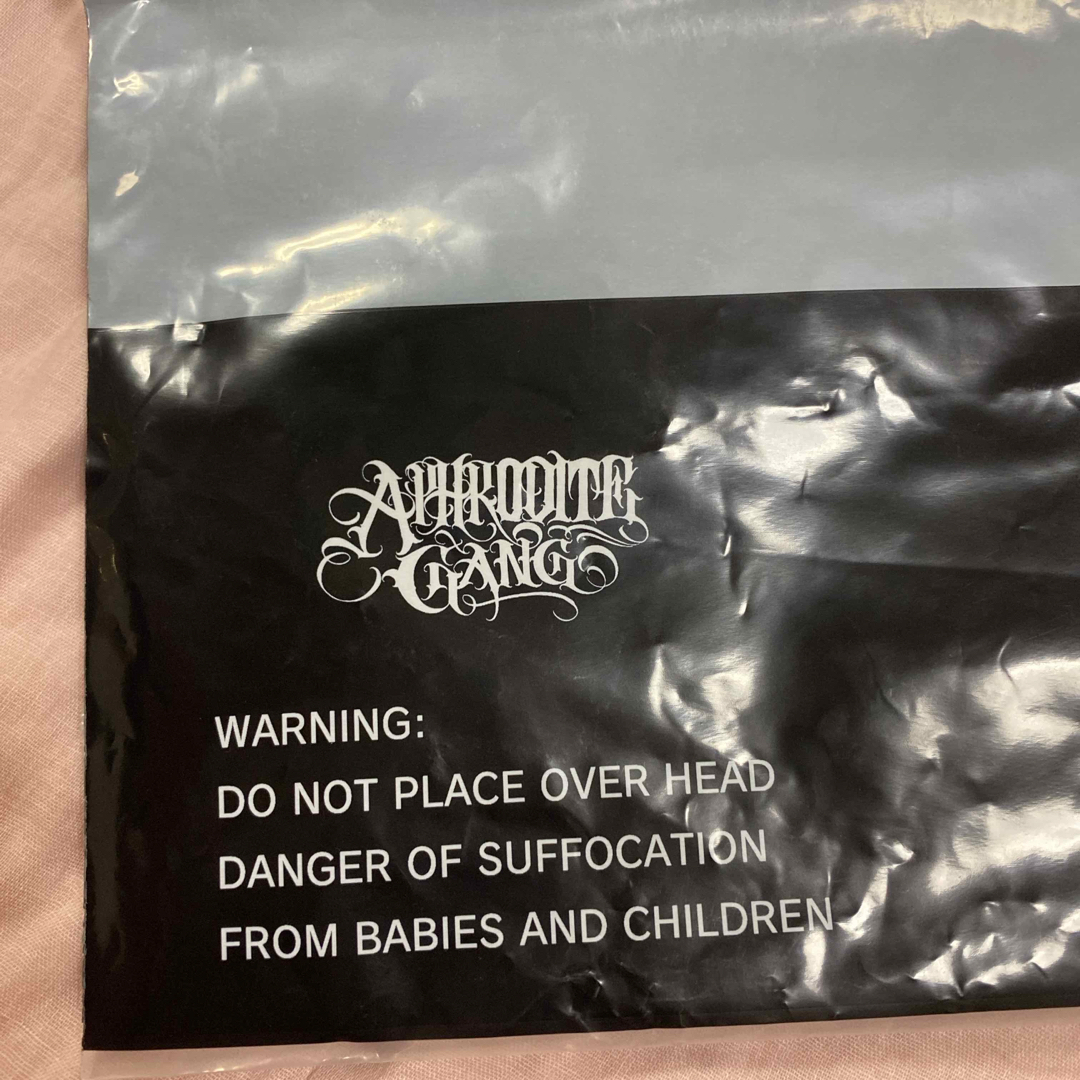 APHRODITE
GANG
WARNING:
DO NOT PLACE OVER HEAD
DANGER OF SUFFOCATION
FROM BABIES AND CHILDREN